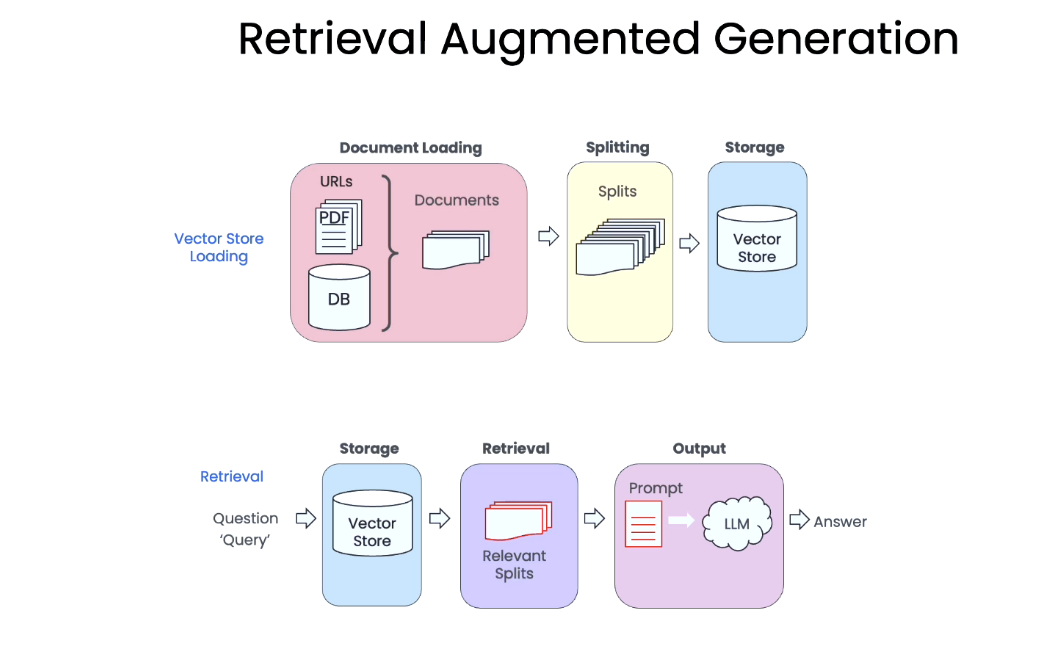 Retrieval Augmented Generation
Document Loading
Splitting
Storage
URLs
PDF
DB
Documents
Splits
Vector
Store
Vector Store
Loading
Storage
Retrieval
Output
Retrieval
Question
‘Query’
Vector
Store
Relevant
Splits
Prompt
LLM
Answer